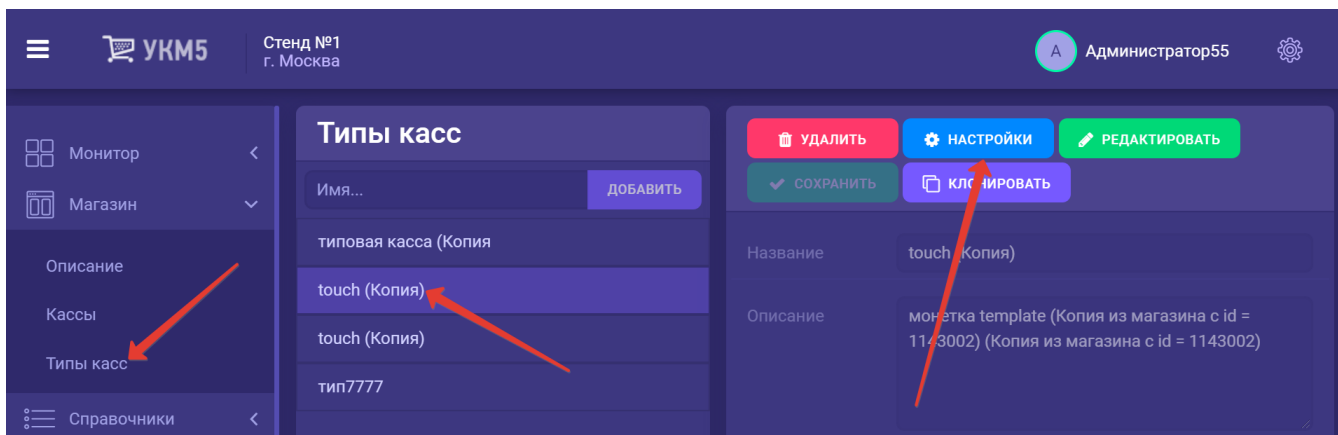 УКМ5
Стенд №1
г. Москва
А Администратор55
Монитор
Магазин
Описание
Кассы
Типы касс
Справочники
Типы касс
Имя... ДОБАВИТЬ
типовая касса (Копия
touch (Копия)
touch (Копия)
тип7777
УДАЛИТЬ НАСТРОЙКИ РЕДАКТИРОВАТЬ
СОХРАНИТЬ КЛОНИРОВАТЬ
Название touch (Копия)
Описание монетка template (Копия из магазина с id =
1143002) (Копия из магазина с id = 1143002)